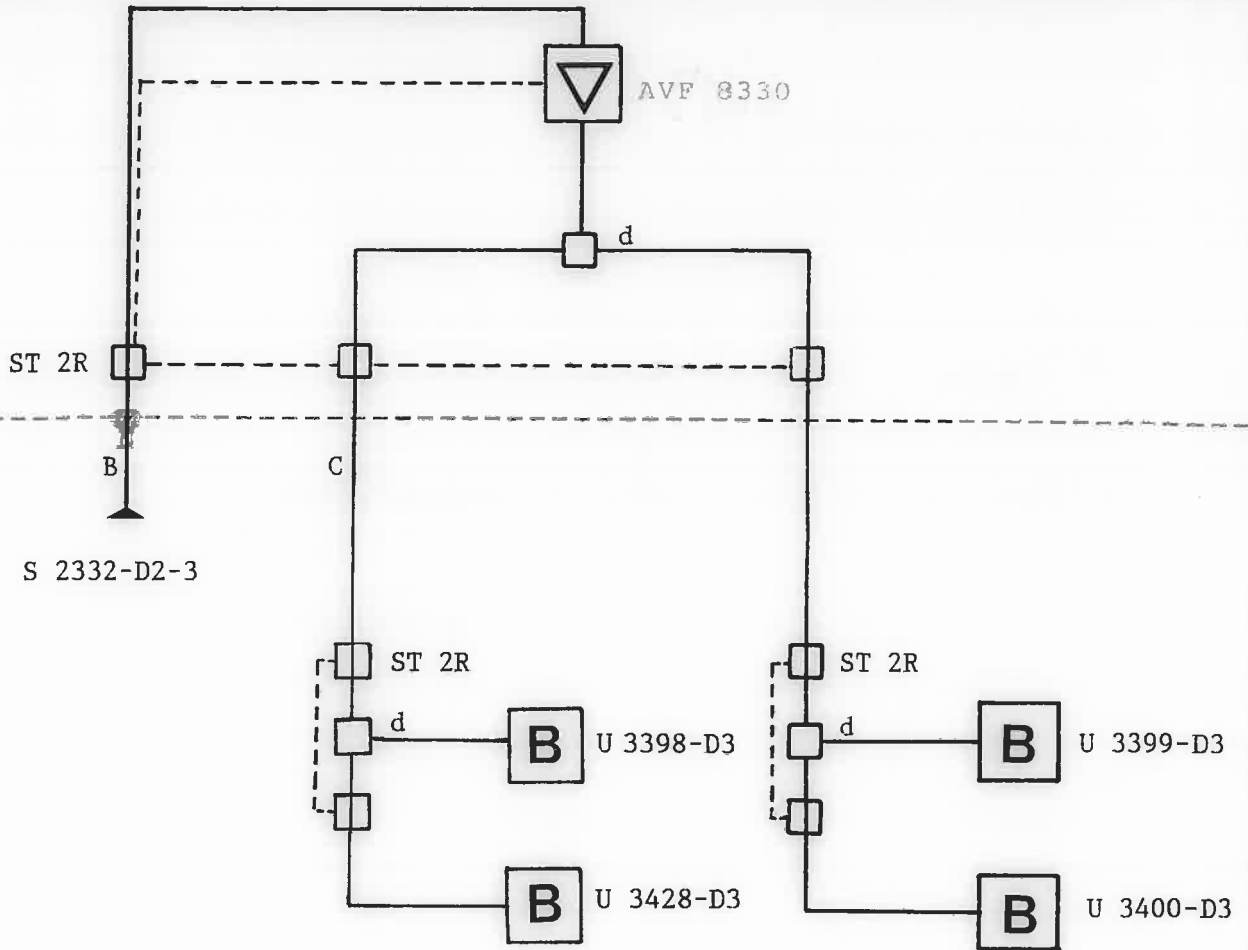 AVF 8330
d
ST 2R
B
C
S 2332-D2-3
ST 2R
ST 2R
d
B
U 3398-D3
d
B
U 3399-D3
B
U 3428-D3
B
U 3400-D3